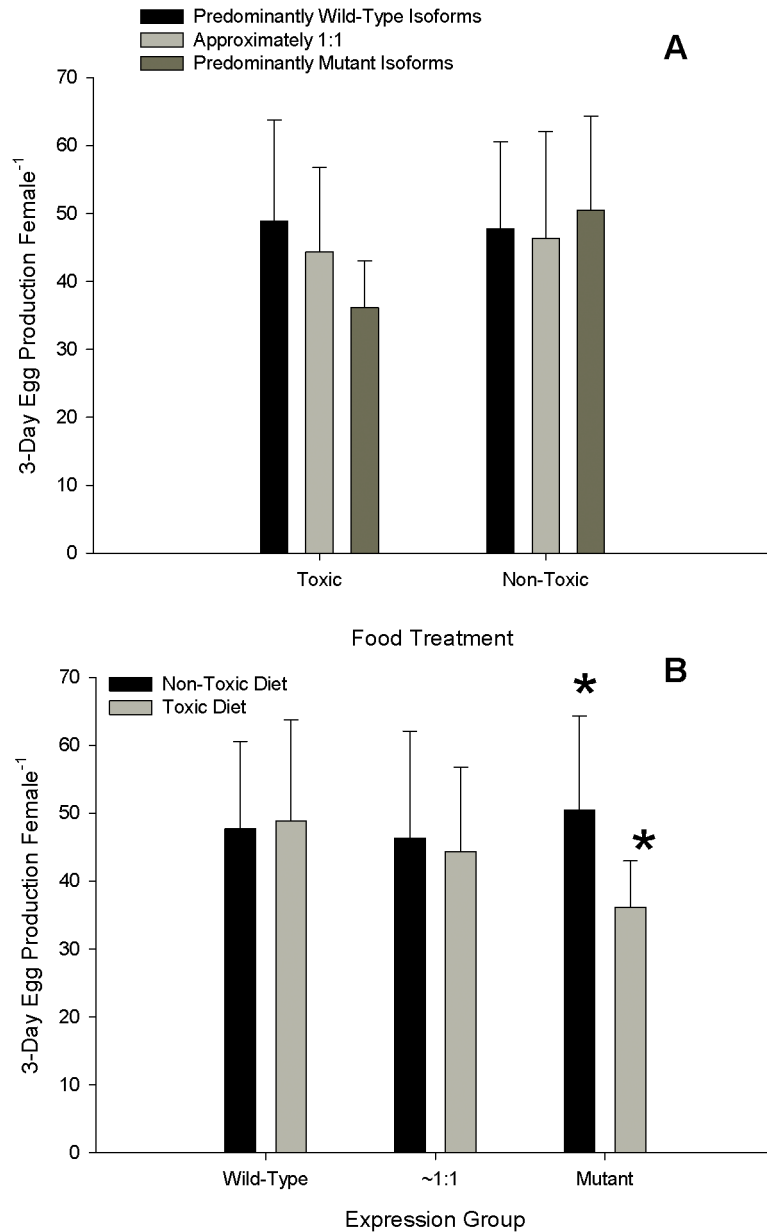 Predominantly Wild-Type Isoforms
Approximately 1:1
Predominantly Mutant Isoforms
A
70
60
50
40
30
20
10
0
3-Day Egg Production Female⁻¹
Toxic Non-Toxic
Food Treatment
B
Non-Toxic Diet
Toxic Diet
* 
*
70
60
50
40
30
20
10
0
3-Day Egg Production Female⁻¹
Wild-Type ~1:1 Mutant
Expression Group